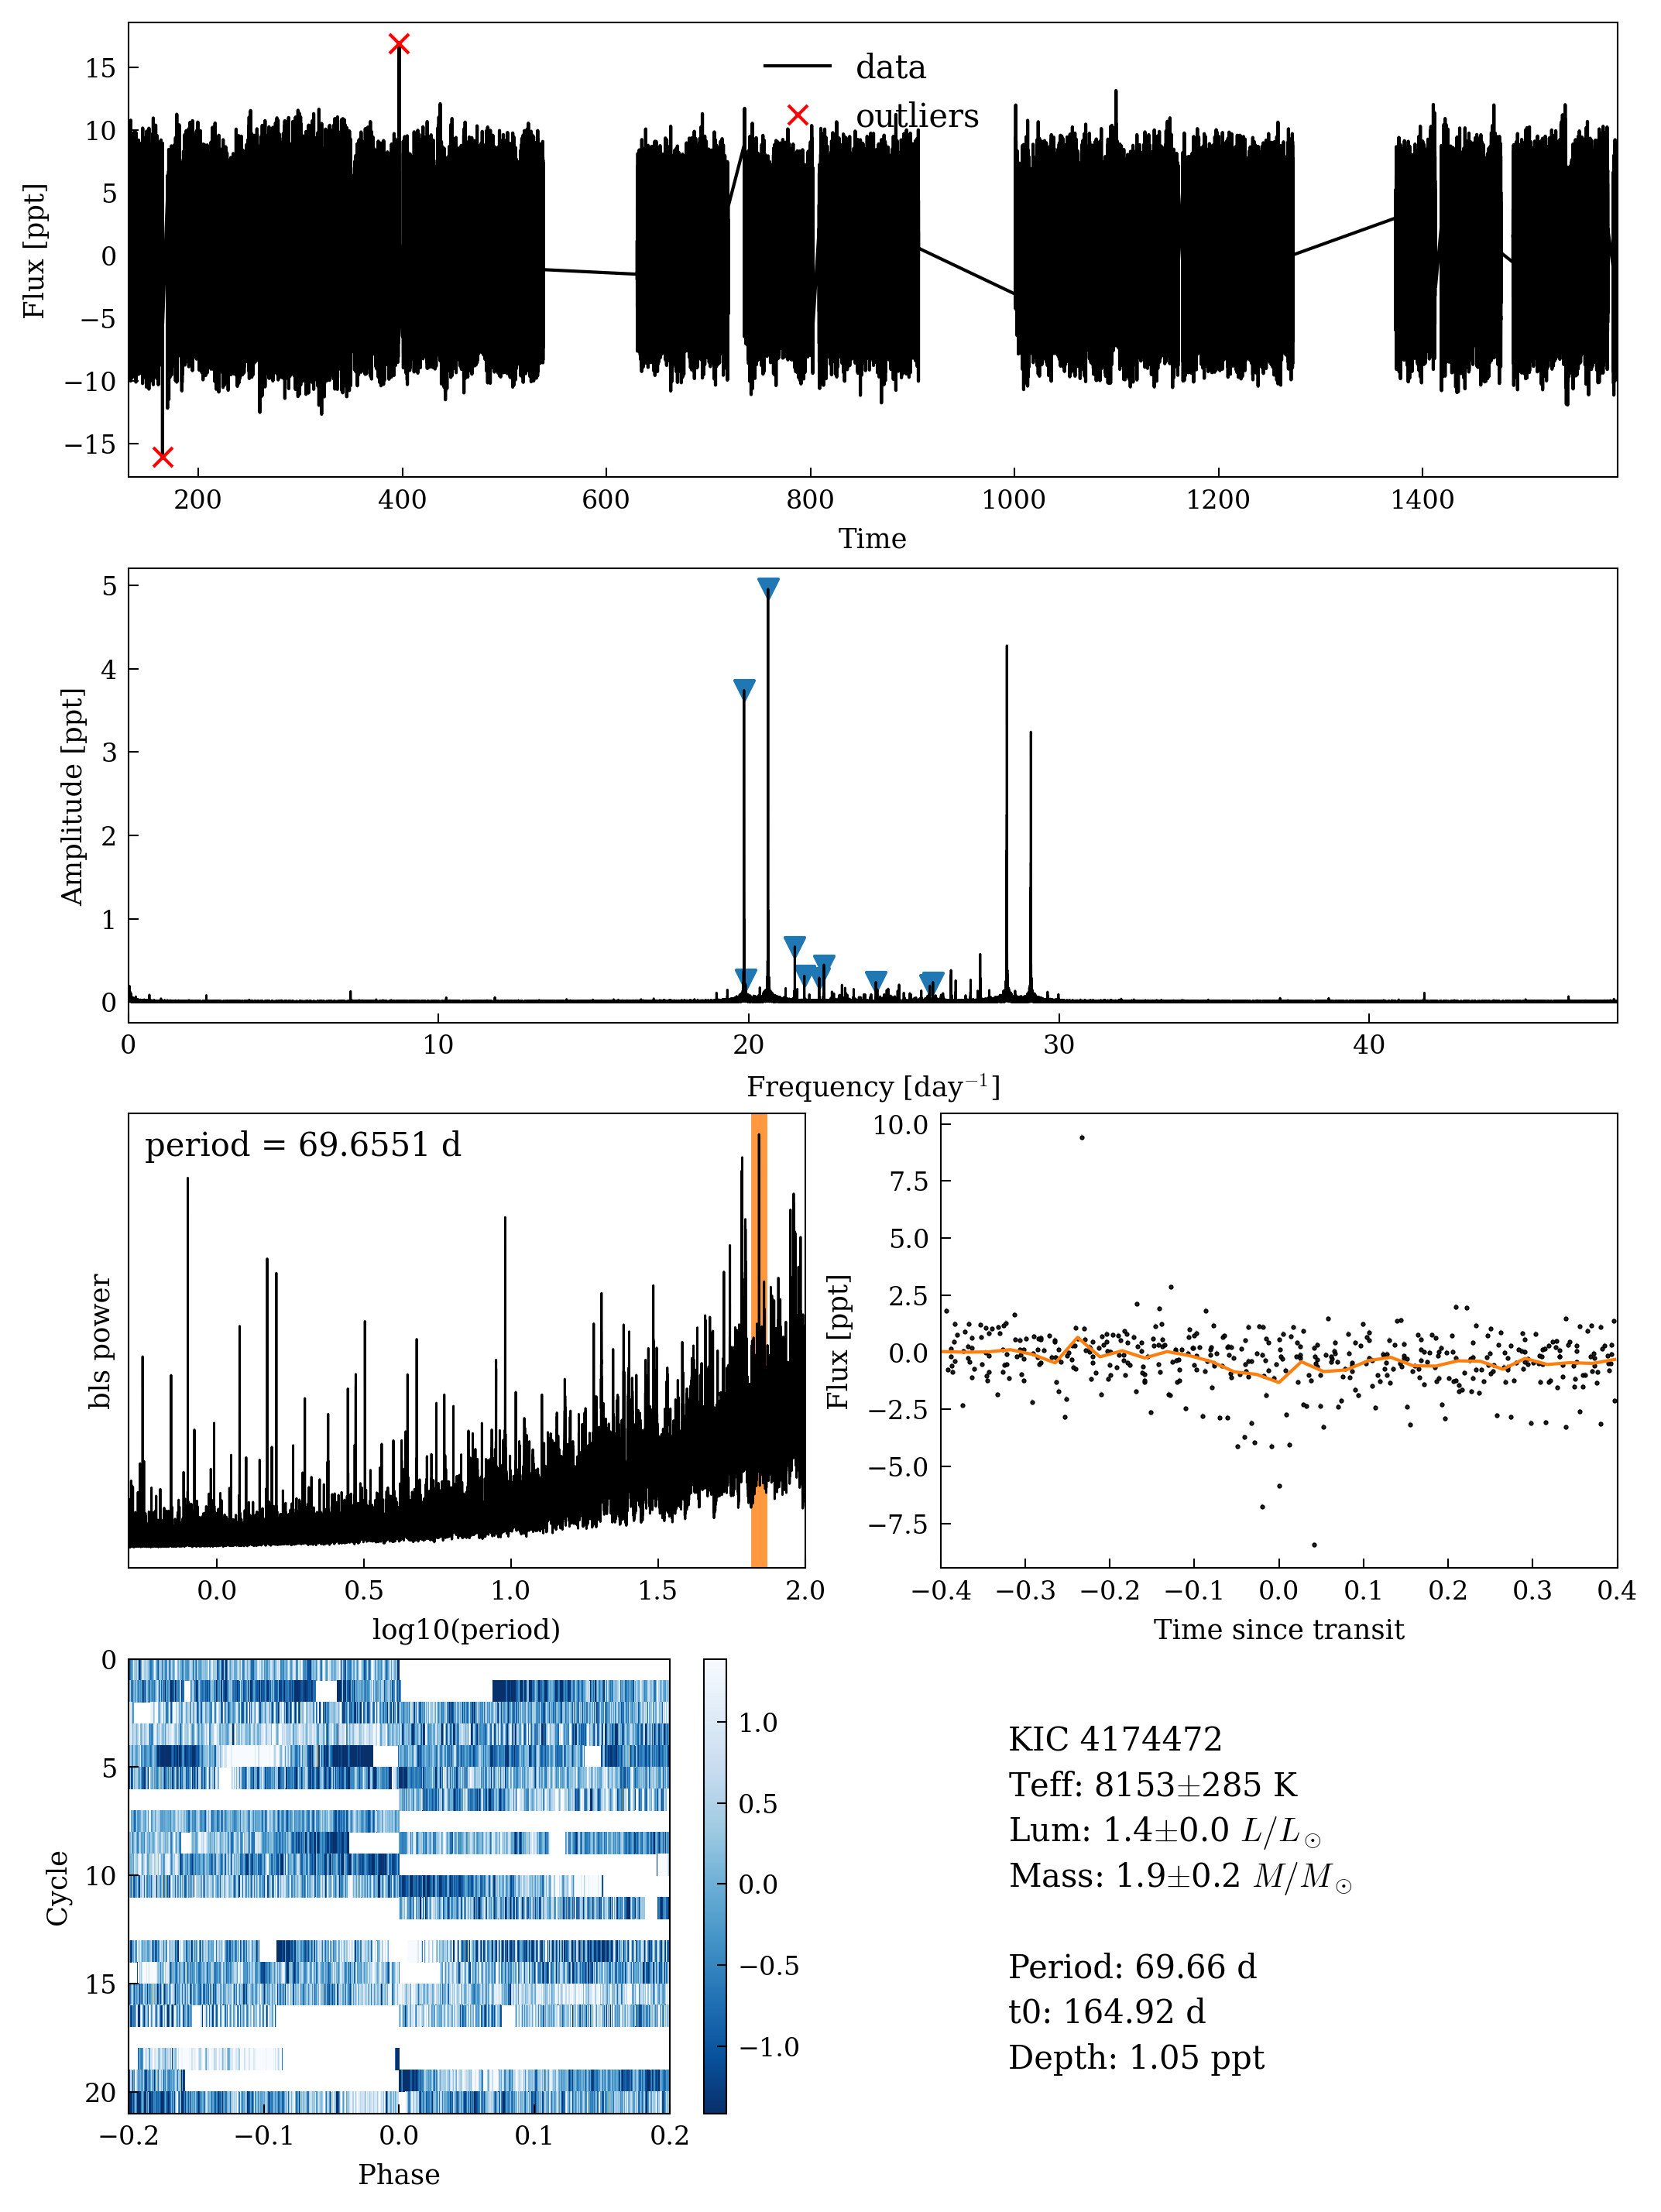 data
outliers
15
10
5
0
−5
−10
−15
Flux [ppt]
200 400 600 800 1000 1200 1400
Time
5
4
3
2
1
0
Amplitude [ppt]
0 10 20 30 40
Frequency [day⁻¹]
period = 69.6551 d
bls power
0.0 0.5 1.0 1.5 2.0
log10(period)
10.0
7.5
5.0
2.5
0.0
−2.5
−5.0
−7.5
Flux [ppt]
−0.4 −0.3 −0.2 −0.1 0.0 0.1 0.2 0.3 0.4
Time since transit
0
5
10
15
20
Cycle
−0.2 −0.1 0.0 0.1 0.2
Phase
1.0
0.5
0.0
−0.5
−1.0
KIC 4174472
Teff: 8153±285 K
Lum: 1.4±0.0 L/L⊙
Mass: 1.9±0.2 M/M⊙
Period: 69.66 d
t0: 164.92 d
Depth: 1.05 ppt